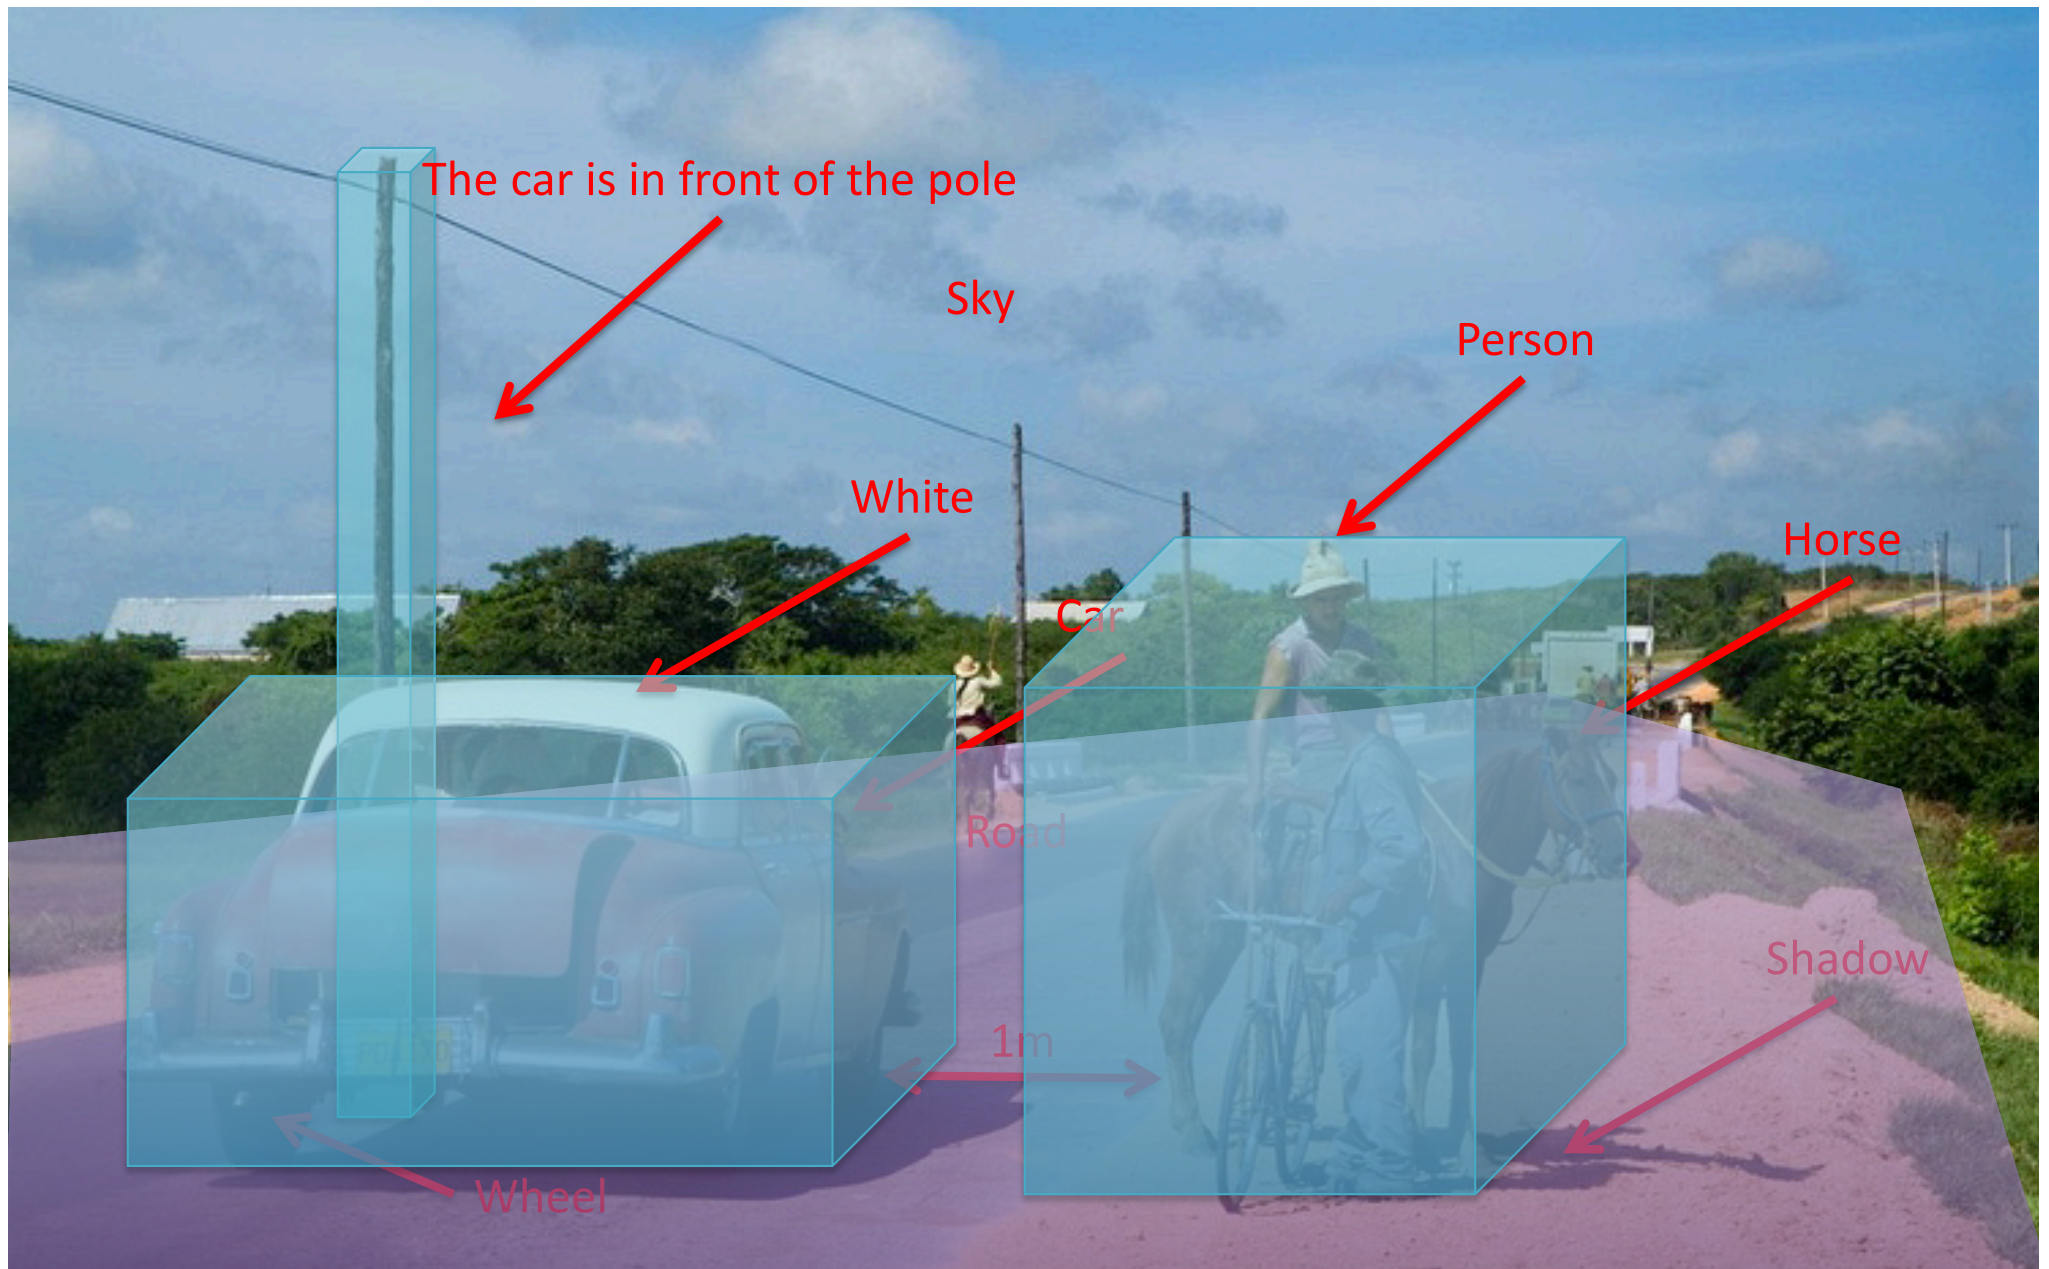 The car is in front of the pole
Sky
Person
White
Horse
Car
Road
Shadow
1m
Wheel